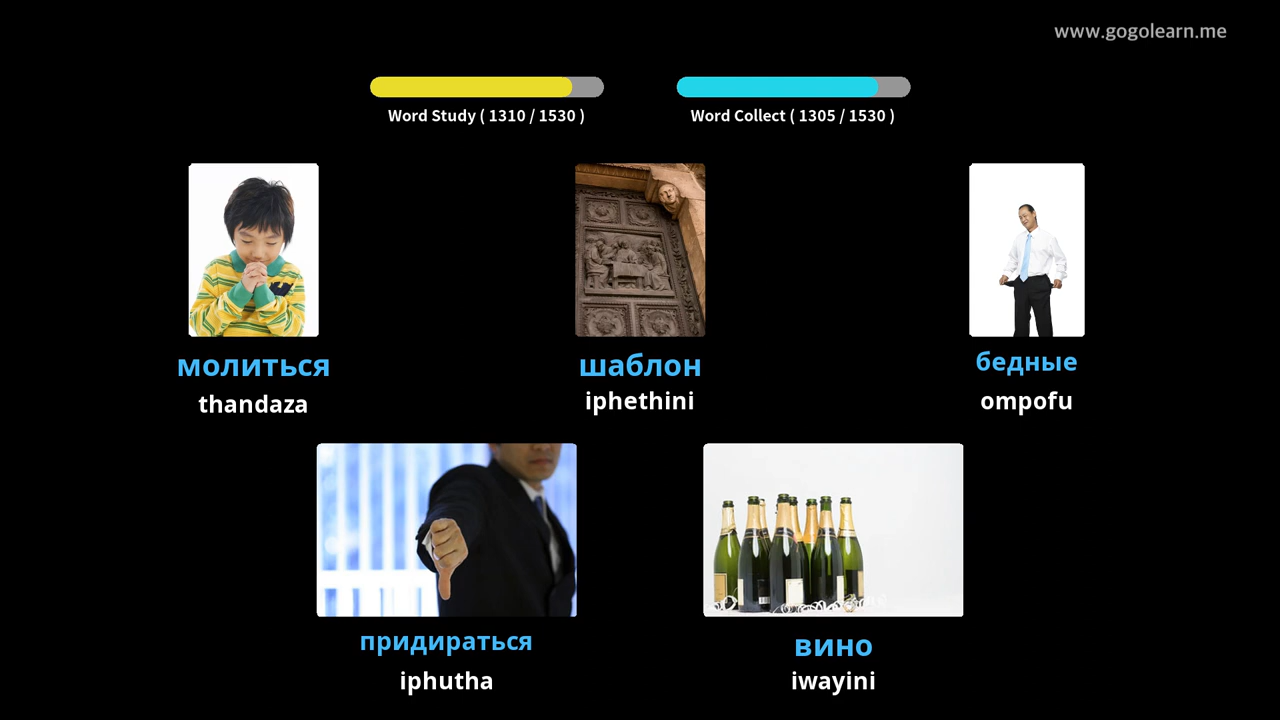 www.gogolearn.me
Word Study ( 1310 / 1530 )
Word Collect ( 1305 / 1530 )
молиться
thandaza
шаблон
iphethini
бедные
ompofu
придираться
iphutha
вино
iwayini